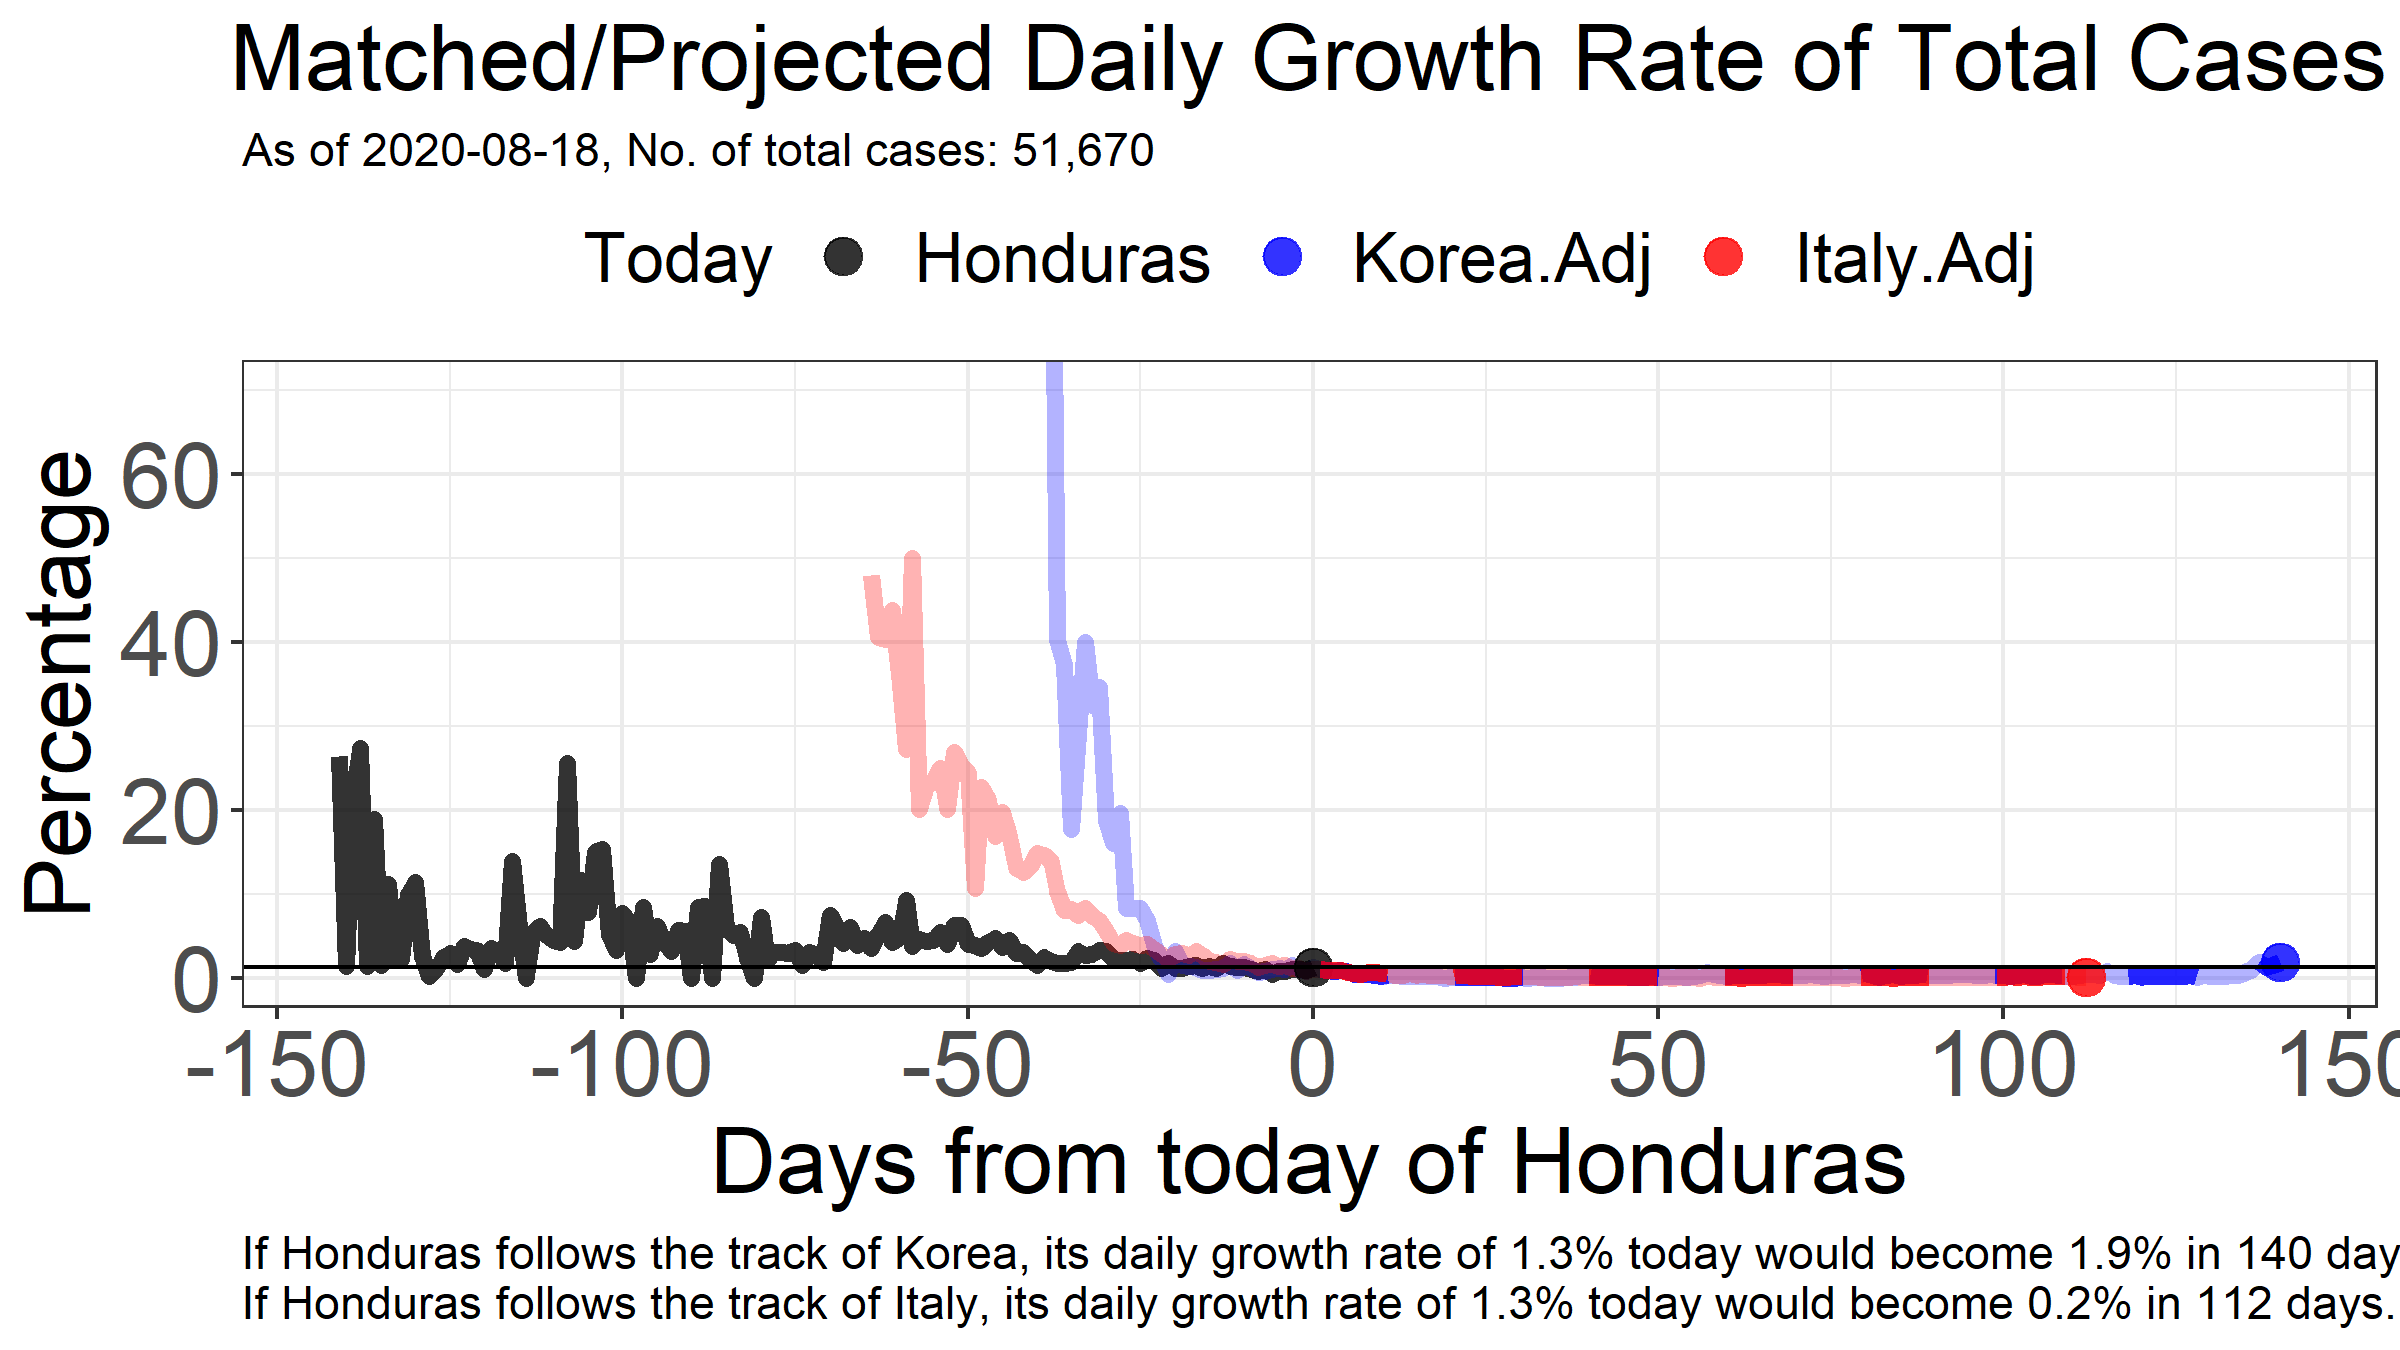 Matched/Projected Daily Growth Rate of Total Cases
As of 2020-08-18, No. of total cases: 51,670
Today Honduras Korea.Adj Italy.Adj
Percentage
60
40
20
0
-150 -100 -50 0 50 100 150
Days from today of Honduras
If Honduras follows the track of Korea, its daily growth rate of 1.3% today would become 1.9% in 140 day
If Honduras follows the track of Italy, its daily growth rate of 1.3% today would become 0.2% in 112 days.